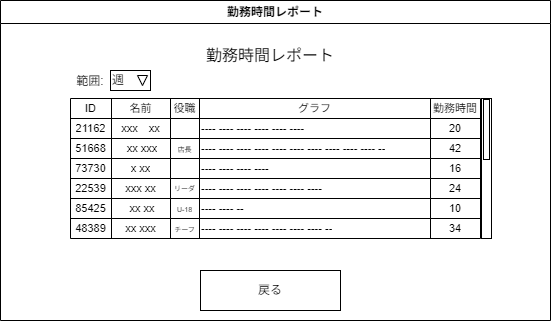 勤務時間レポート
勤務時間レポート
範囲: 週
ID 名前 役職 グラフ 勤務時間
21162 xxx xx ---- ---- ---- ---- ---- ---- 20
51668 xx xxx 店長 ---- ---- ---- ---- ---- ---- ---- ---- ---- ---- -- 42
73730 x xx ---- ---- ---- ---- 16
22539 xxx xx リーダ ---- ---- ---- ---- ---- ---- ---- 24
85425 xx xx U-18 ---- ---- -- 10
48389 xx xxx チーフ ---- ---- ---- ---- ---- ---- ---- -- 34
戻る